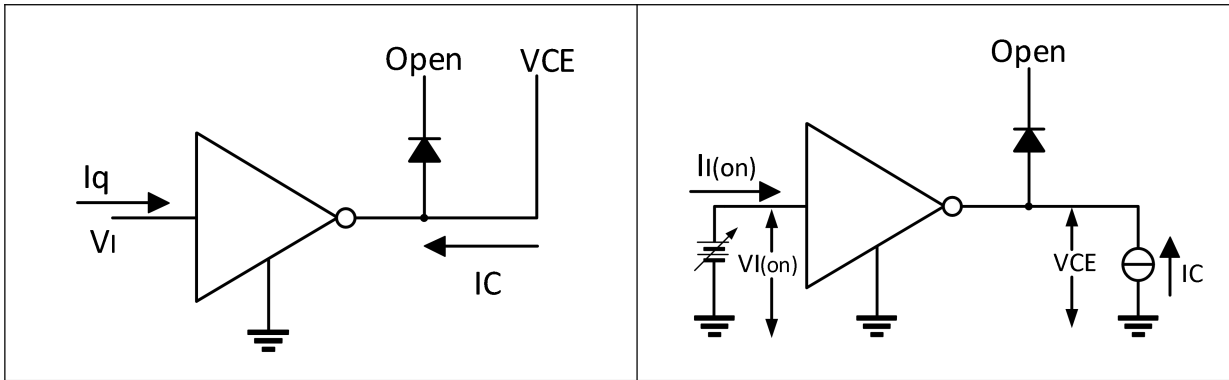 Open
VCE
Iq
VI
IC
Open
II(on)
VI(on)
VCE
IC